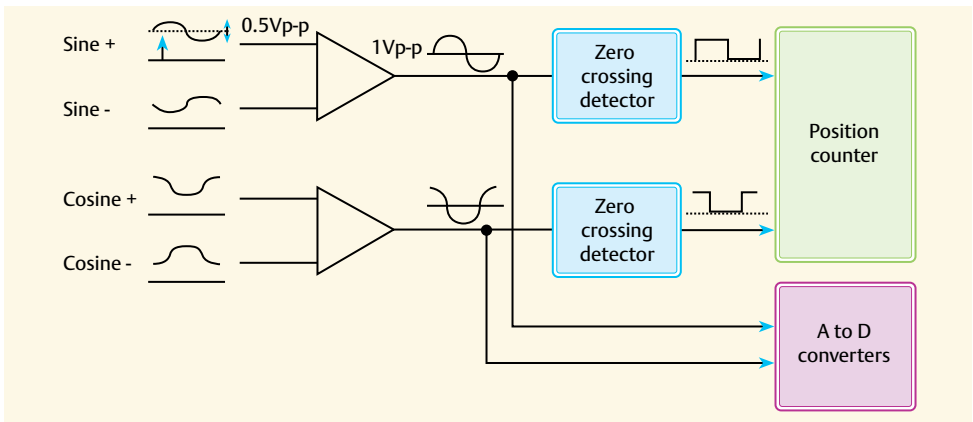 Sine +
0.5Vp-p
Sine -
1Vp-p
Zero
crossing
detector
Position
counter
Cosine +
Cosine -
Zero
crossing
detector
A to D
converters